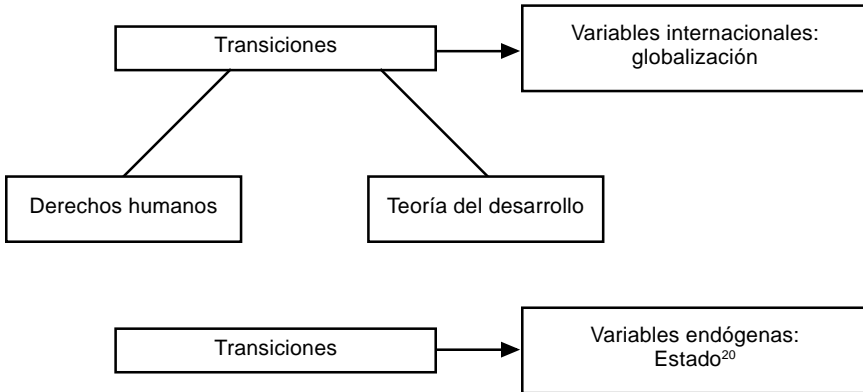 Transiciones
Variables internacionales:
globalización
Derechos humanos
Teoría del desarrollo
Transiciones
Variables endógenas:
Estado20